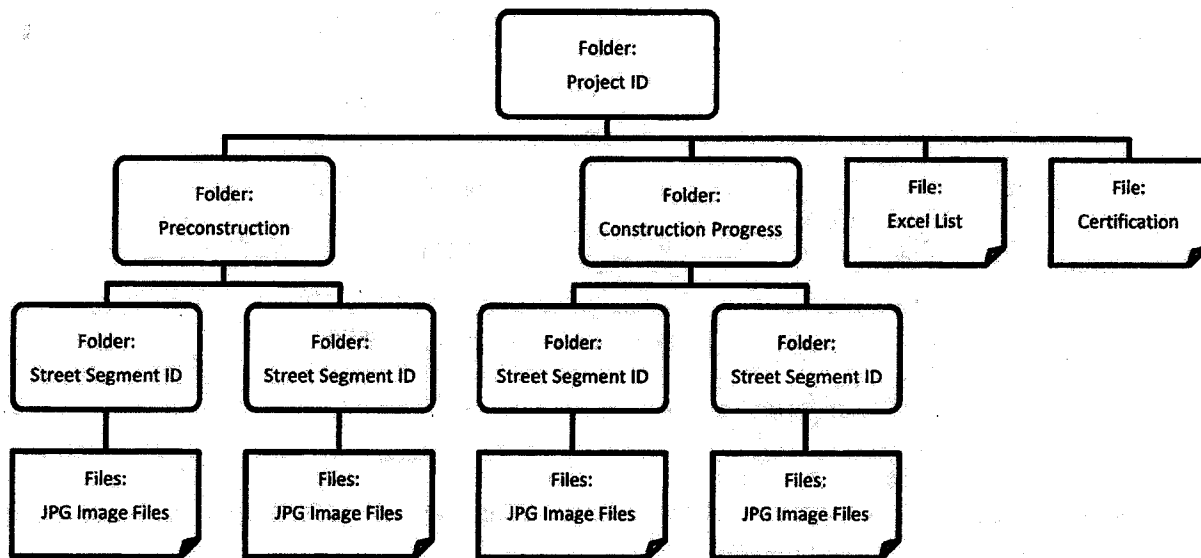 Folder:
Project ID
Folder:
Preconstruction
Folder:
Construction Progress
File:
Excel List
File:
Certification
Folder:
Street Segment ID
Folder:
Street Segment ID
Folder:
Street Segment ID
Folder:
Street Segment ID
Files:
JPG Image Files
Files:
JPG Image Files
Files:
JPG Image Files
Files:
JPG Image Files